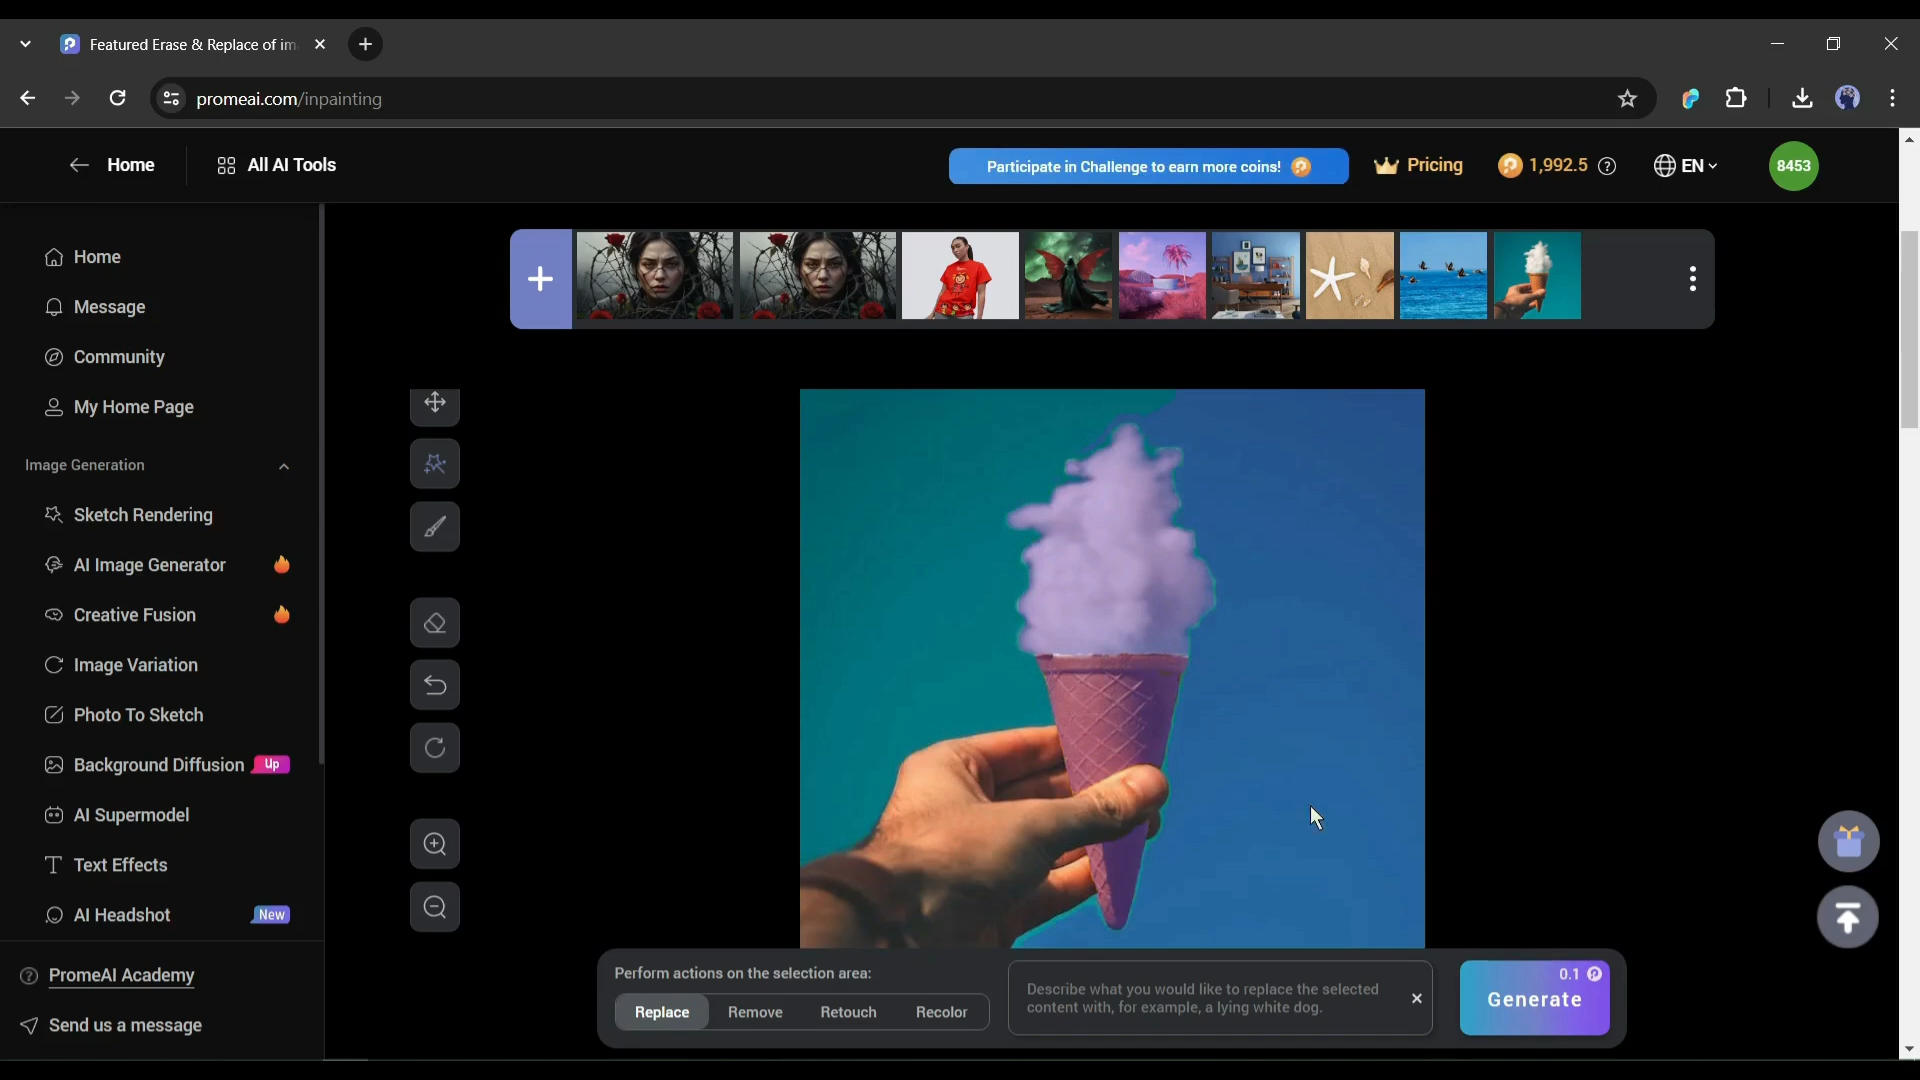 Featured Erase & Replace of im
promeai.com/inpainting
Home
All AI Tools
Participate in Challenge to earn more coins!
Pricing
1,992.5
EN
8453
Home
Message
Community
My Home Page
Image Generation
Sketch Rendering
AI Image Generator
Creative Fusion
Image Variation
Photo To Sketch
Background Diffusion Up
AI Supermodel
Text Effects
AI Headshot New
PromeAI Academy
Send us a message
Perform actions on the selection area:
Replace Remove Retouch Recolor
Describe what you would like to replace the selected
content with, for example, a lying white dog.
0.1
Generate